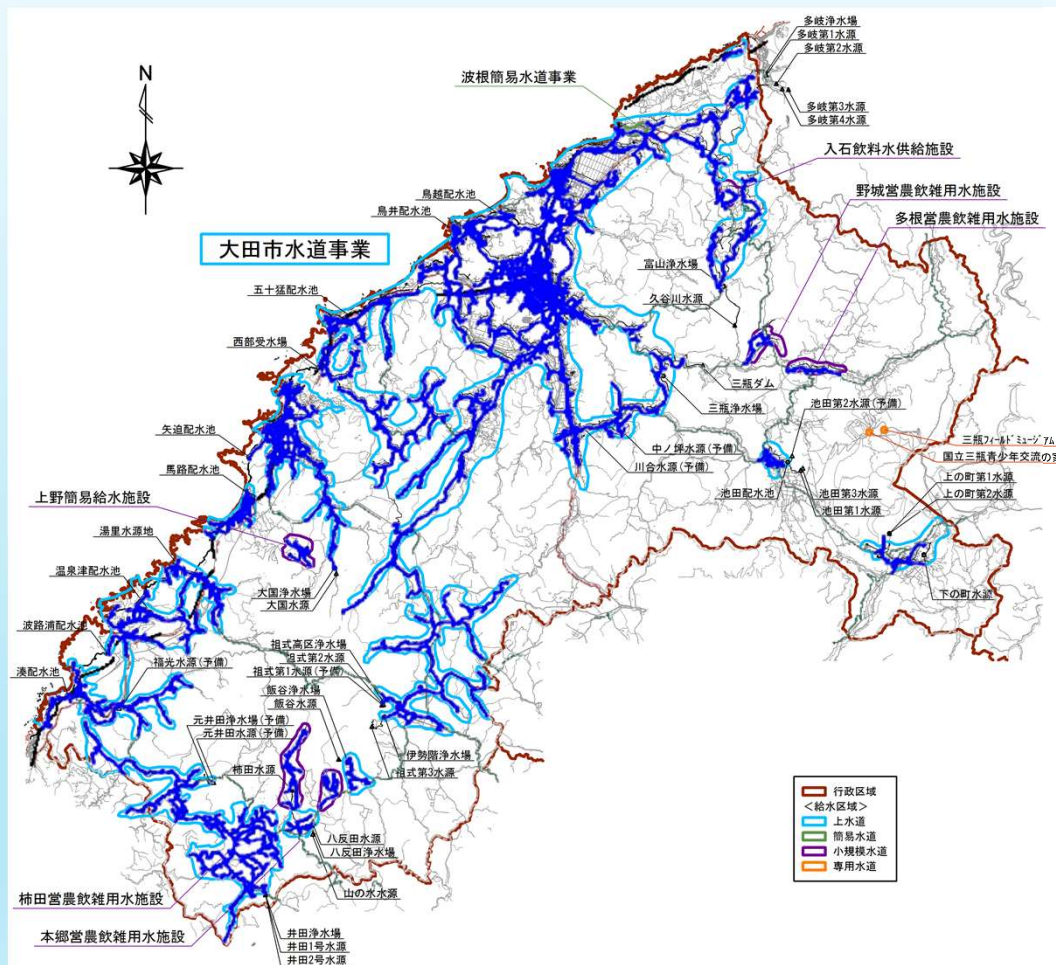 多岐浄水場
多岐第1水源
多岐第2水源
多岐第3水源
多岐第4水源
波根簡易水道事業
N
入石飲料水供給施設
野城営農飲雑用水施設
多根営農飲雑用水施設
鳥越配水池
鳥井配水池
大田市水道事業
富山浄水場
久谷川水源
五十猛配水池
西部受水場
三瓶ダム
三瓶浄水場
池田第2水源(予備)
矢迫配水池
中ノ坪水源(予備)
川合水源(予備)
三瓶フィールドミュージアム
国立三瓶青少年交流の家
馬路配水池
池田配水池
池田第3水源
池田第1水源
上の町第1水源
上の町第2水源
上野簡易給水施設
湯里水源地
温泉津配水池
大国浄水場
大国水源
下の町水源
波路浦配水池
湊配水池
福光水源(予備)
祖式高区浄水場
祖式第2水源
祖式第1水源(予備)
飯谷浄水場
飯谷水源
元井田浄水場(予備)
元井田水源(予備)
柿田水源
伊勢階浄水場
祖式第3水源
八反田水源
八反田浄水場
山の水水源
柿田営農飲雑用水施設
本郷営農飲雑用水施設
井田浄水場
井田1号水源
井田2号水源
行政区域
<給水区域>
上水道
簡易水道
小規模水道
専用水道